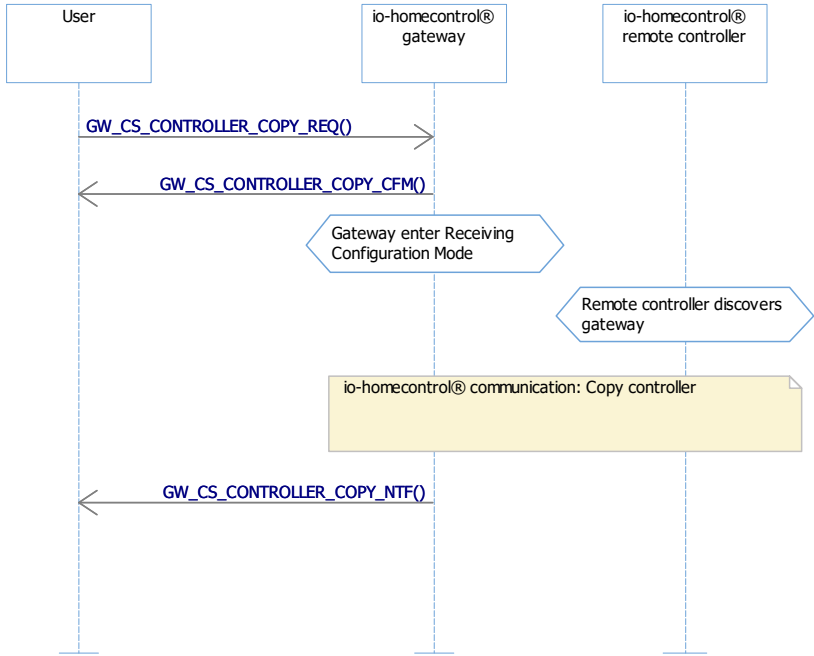 User
io-homecontrol®
gateway
io-homecontrol®
remote controller
GW_CS_CONTROLLER_COPY_REQ()
GW_CS_CONTROLLER_COPY_CFM()
Gateway enter Receiving
Configuration Mode
Remote controller discovers
gateway
io-homecontrol® communication: Copy controller
GW_CS_CONTROLLER_COPY_NTF()